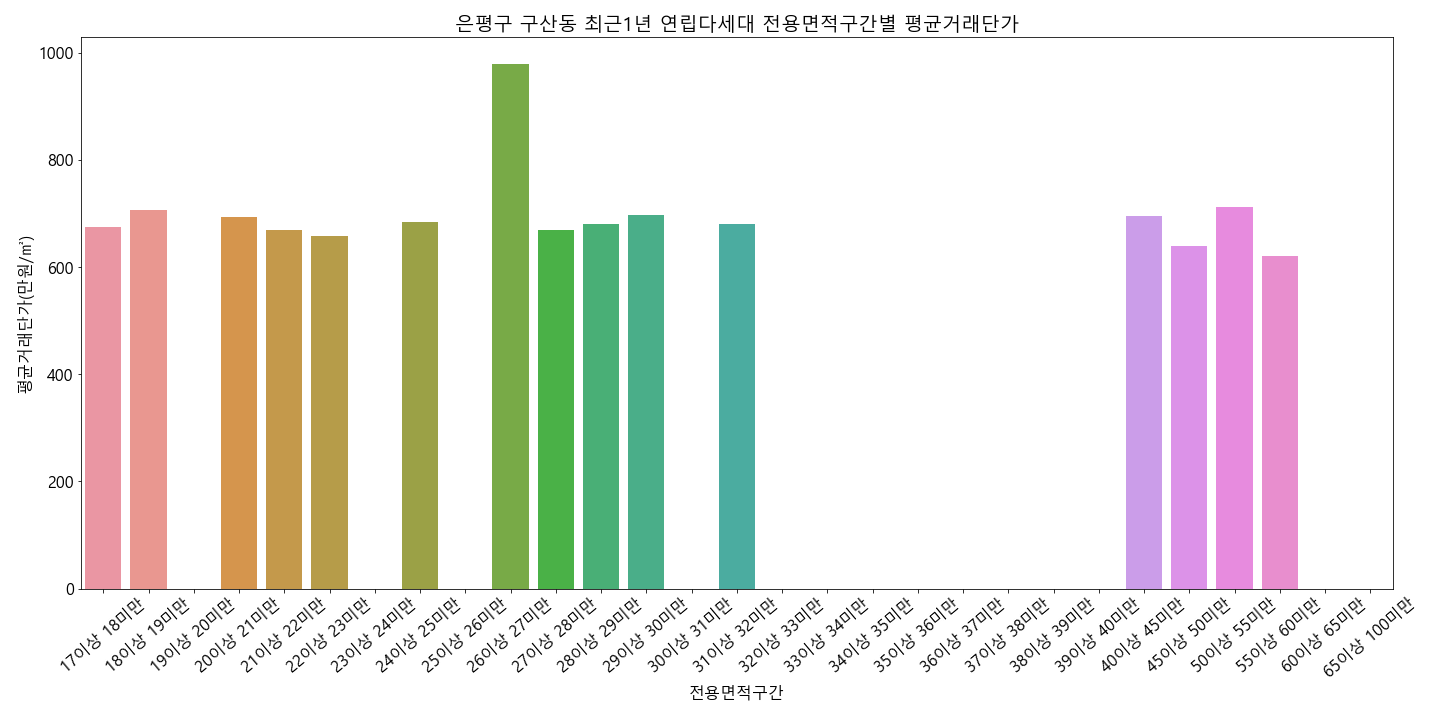 은평구 구산동 최근1년 연립다세대 전용면적구간별 평균거래단가
평균거래단가(만원/㎡)
1000
800
600
400
200
0
17이상 18미만
18이상 19미만
19이상 20미만
20이상 21미만
21이상 22미만
22이상 23미만
23이상 24미만
24이상 25미만
25이상 26미만
26이상 27미만
27이상 28미만
28이상 29미만
29이상 30미만
30이상 31미만
31이상 32미만
32이상 33미만
33이상 34미만
34이상 35미만
35이상 36미만
36이상 37미만
37이상 38미만
38이상 39미만
39이상 40미만
40이상 45미만
45이상 50미만
50이상 55미만
55이상 60미만
60이상 65미만
65이상 100미만
전용면적구간